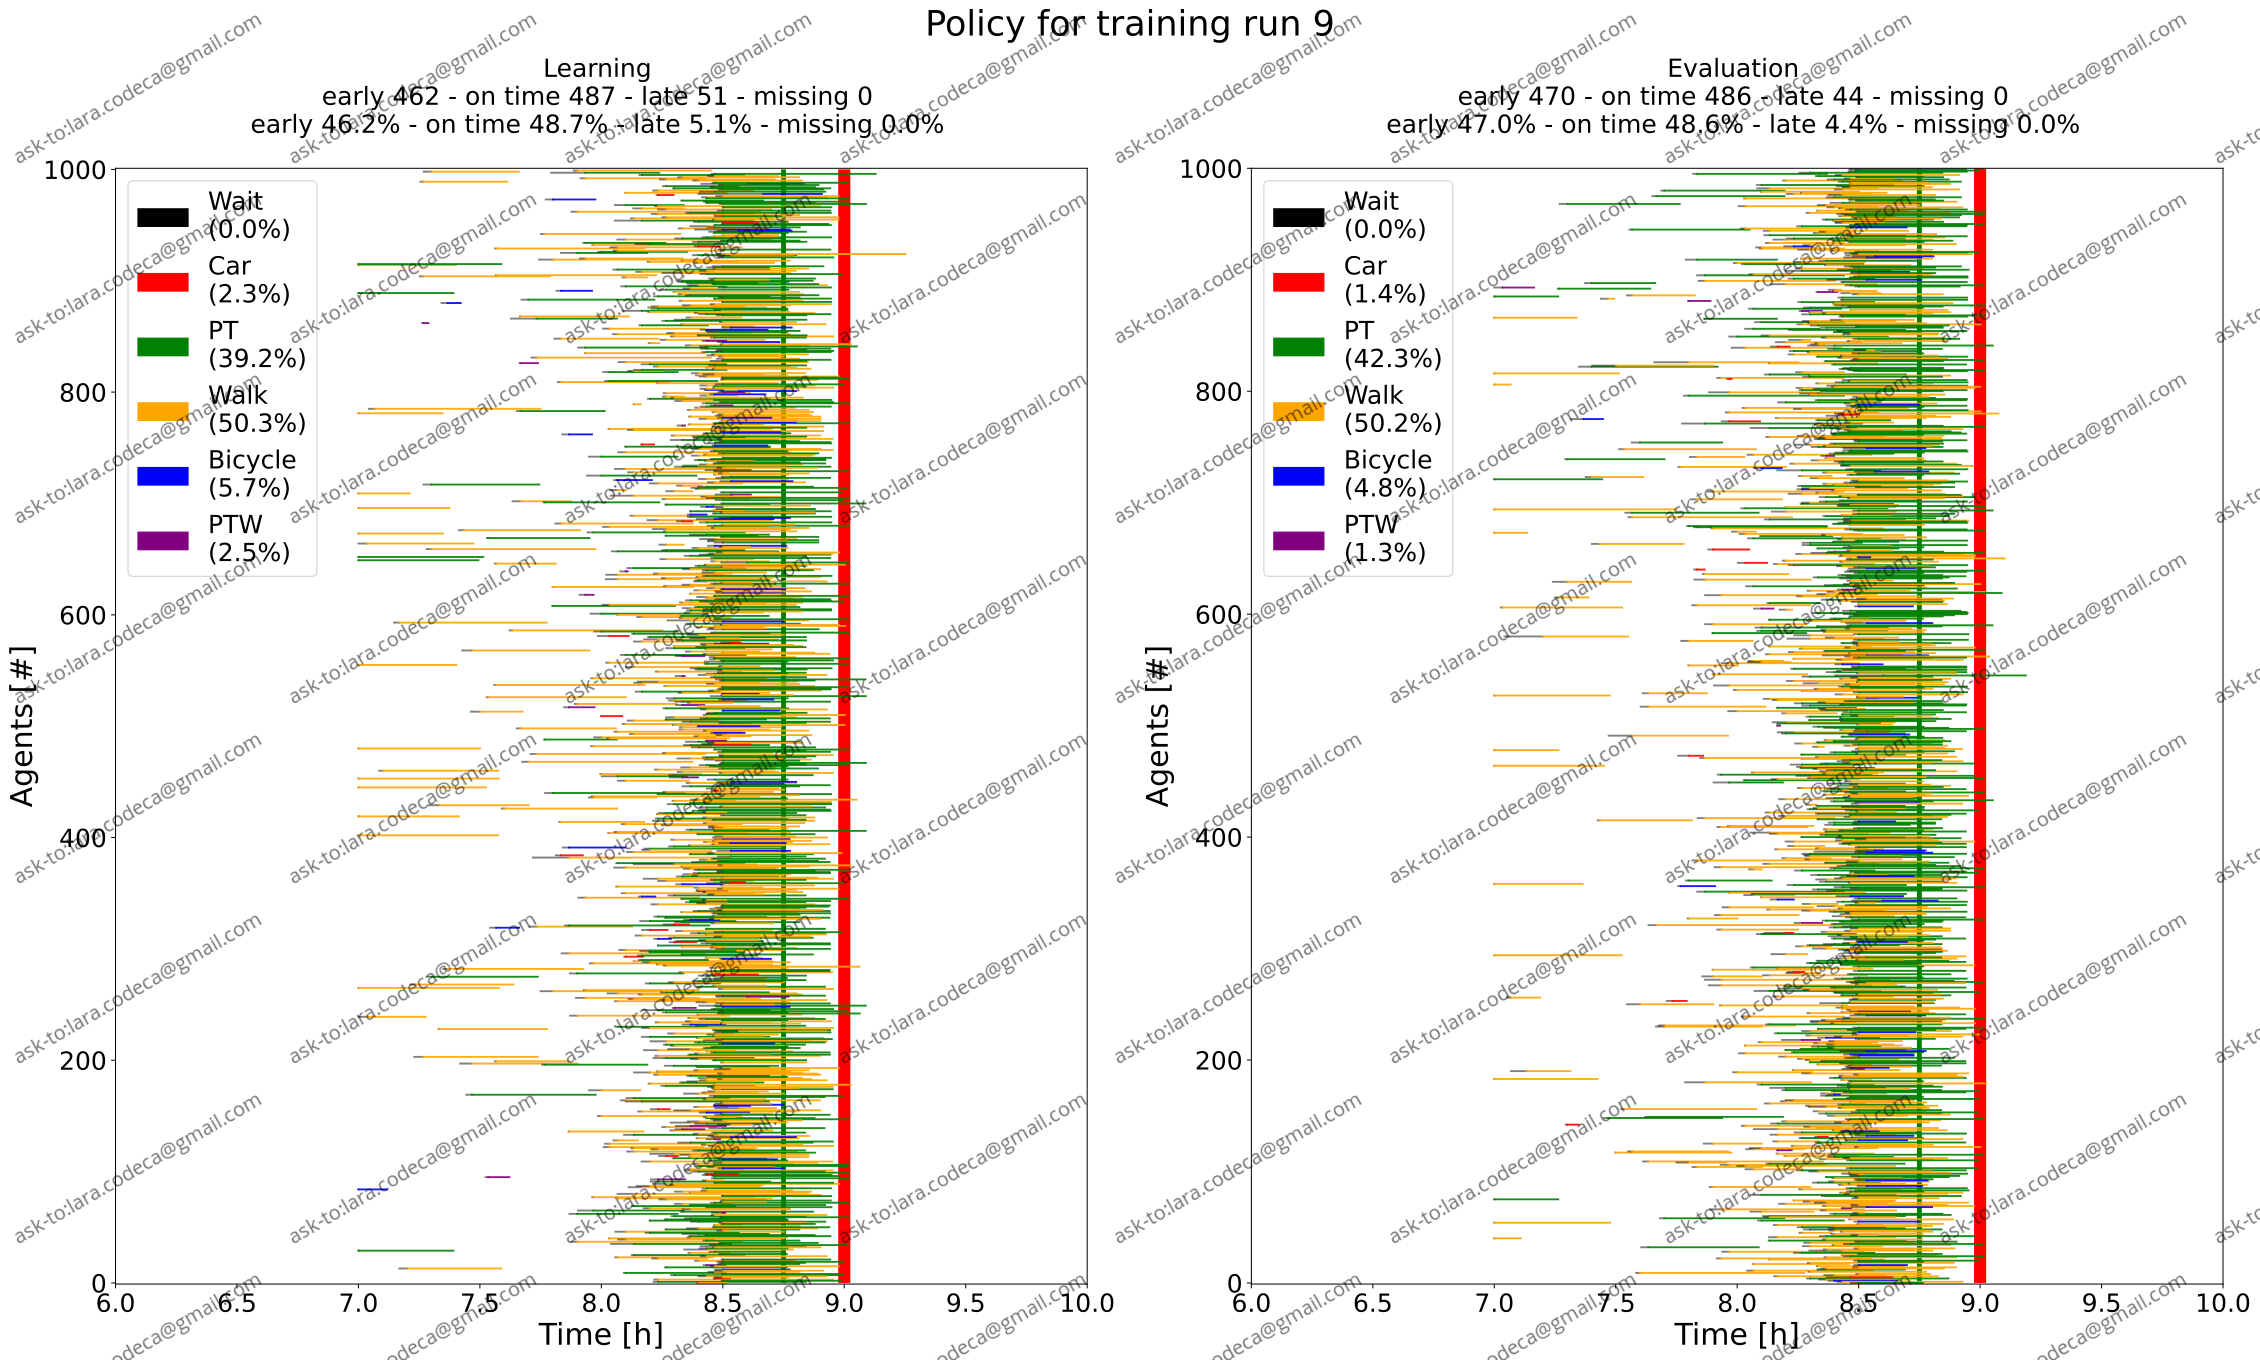 Policy for training run 9
Learning
early 462 - on time 487 - late 51 - missing 0
early 46.2% - on time 48.7% - late 5.1% - missing 0.0%
1000
800
600
400
200
0
Agents [#]
Wait
(0.0%)
Car
(2.3%)
PT
(39.2%)
Walk
(50.3%)
Bicycle
(5.7%)
PTW
(2.5%)
6.0 6.5 7.0 7.5 8.0 8.5 9.0 9.5 10.0
Time [h]
Evaluation
early 470 - on time 486 - late 44 - missing 0
early 47.0% - on time 48.6% - late 4.4% - missing 0.0%
1000
800
600
400
200
0
Agents [#]
Wait
(0.0%)
Car
(1.4%)
PT
(42.3%)
Walk
(50.2%)
Bicycle
(4.8%)
PTW
(1.3%)
6.0 6.5 7.0 7.5 8.0 8.5 9.0 9.5 10.0
Time [h]
ask-to:lara.codeca@gmail.com